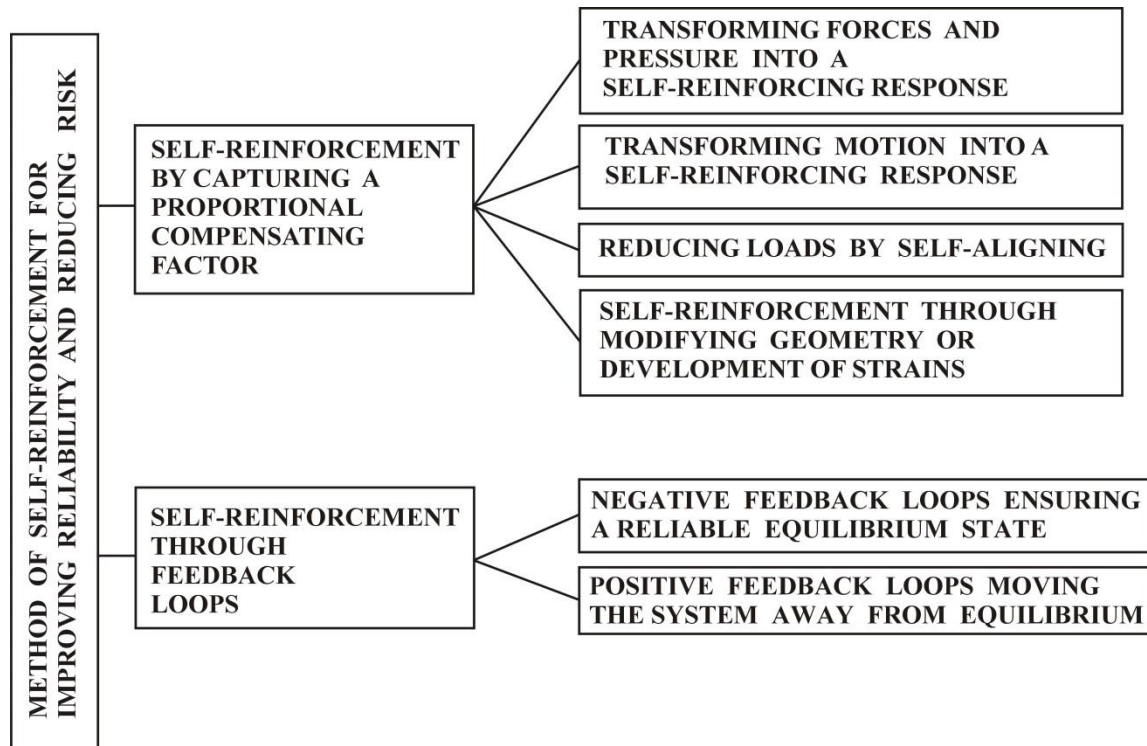 METHOD OF SELF-REINFORCEMENT FOR
IMPROVING RELIABILITY AND REDUCING RISK
SELF-REINFORCEMENT
BY CAPTURING A
PROPORTIONAL
COMPENSATING
FACTOR
TRANSFORMING FORCES AND
PRESSURE INTO A
SELF-REINFORCING RESPONSE
TRANSFORMING MOTION INTO A
SELF-REINFORCING RESPONSE
REDUCING LOADS BY SELF-ALIGNING
SELF-REINFORCEMENT THROUGH
MODIFYING GEOMETRY OR
DEVELOPMENT OF STRAINS
SELF-REINFORCEMENT
THROUGH
FEEDBACK
LOOPS
NEGATIVE FEEDBACK LOOPS ENSURING
A RELIABLE EQUILIBRIUM STATE
POSITIVE FEEDBACK LOOPS MOVING
THE SYSTEM AWAY FROM EQUILIBRIUM